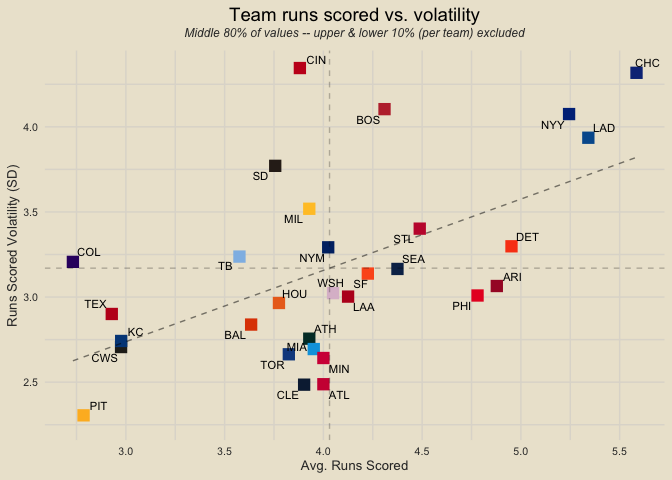 Team runs scored vs. volatility
Middle 80% of values -- upper & lower 10% (per team) excluded
CIN
CHC
BOS
NYY
LAD
4.0
SD
MIL
3.5
STL
DET
NYM
COL
TB
SEA
WSH
SF
ARI
3.0
HOU
LAA
PHI
TEX
KC
BAL
ATH
CWS
MIA
TOR
MIN
2.5
CLE
ATL
PIT
3.0
3.5
4.0
4.5
5.0
5.5
Avg. Runs Scored
Runs Scored Volatility (SD)